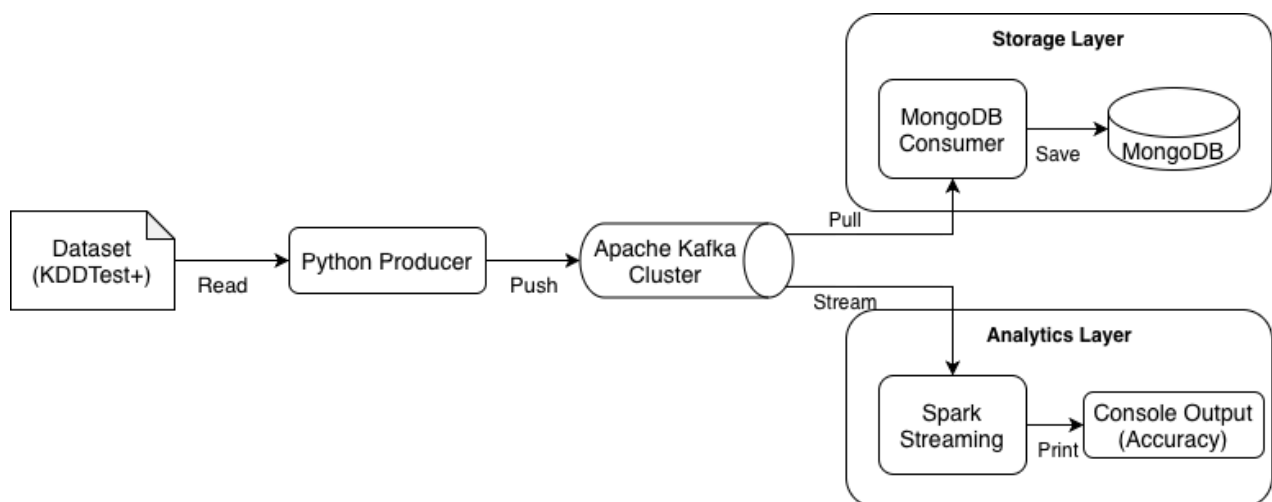 Storage Layer
MongoDB
Consumer
Save
MongoDB
Pull
Dataset
(KDDTest+)
Read
Python Producer
Push
Apache Kafka
Cluster
Stream
Analytics Layer
Spark
Streaming
Print
Console Output
(Accuracy)